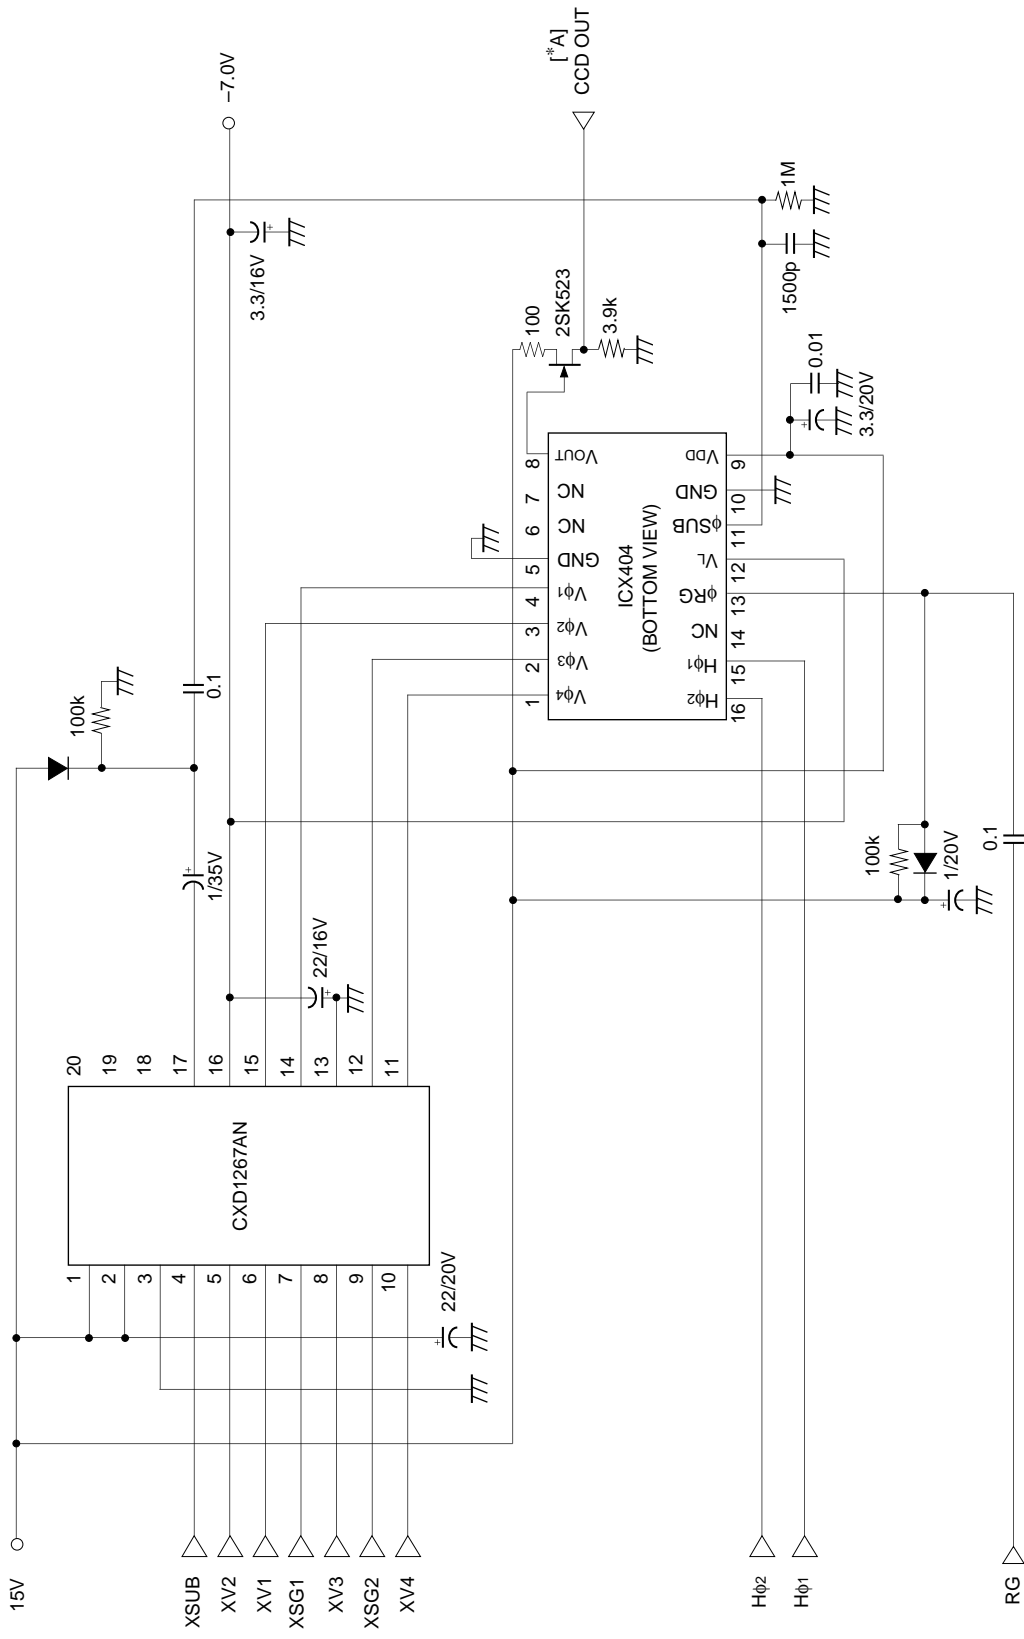 15V
XSUB
XV2
XV1
XSG1
XV3
XSG2
XV4
Hϕ2
Hϕ1
RG
22/20V
1
2
3
4
5
6
7
8
9
10
CXD1267AN
20
19
18
17
16
15
14
13
12
11
22/16V
1/35V
100k
0.1
–7.0V
3.3/16V
[*A]
CCD OUT
100
2SK523
3.9k
1M
1500p
0.01
3.3/20V
ICX404
(BOTTOM VIEW)
1
2
3
4
5
6
7
8
Vϕ4
Vϕ3
Vϕ2
Vϕ1
GND
NC
NC
VOUT
Hϕ2
Hϕ1
NC
ϕRG
VL
ϕSUB
GND
VDD
16
15
14
13
12
11
10
9
100k
1/20V
0.1